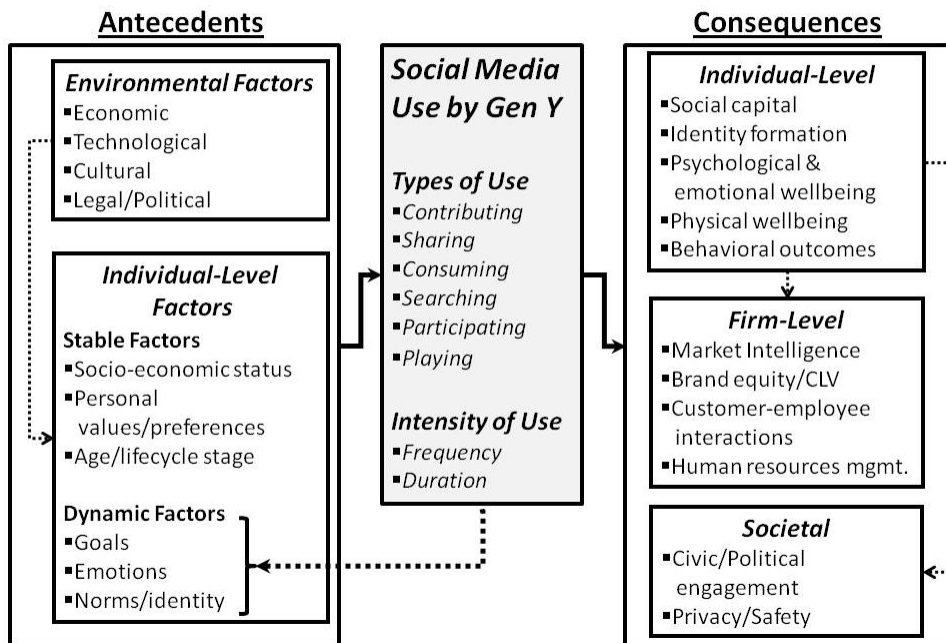 Antecedents
Environmental Factors
▪Economic
▪Technological
▪Cultural
▪Legal/Political
Individual-Level
Factors
Stable Factors
▪Socio-economic status
▪Personal
values/preferences
▪Age/lifecycle stage
Dynamic Factors
▪Goals
▪Emotions
▪Norms/identity
Social Media
Use by Gen Y
Types of Use
▪Contributing
▪Sharing
▪Consuming
▪Searching
▪Participating
▪Playing
Intensity of Use
▪Frequency
▪Duration
Consequences
Individual-Level
▪Social capital
▪Identity formation
▪Psychological &
emotional wellbeing
▪Physical wellbeing
▪Behavioral outcomes
Firm-Level
▪Market Intelligence
▪Brand equity/CLV
▪Customer-employee
interactions
▪Human resources mgmt.
Societal
▪Civic/Political
engagement
▪Privacy/Safety